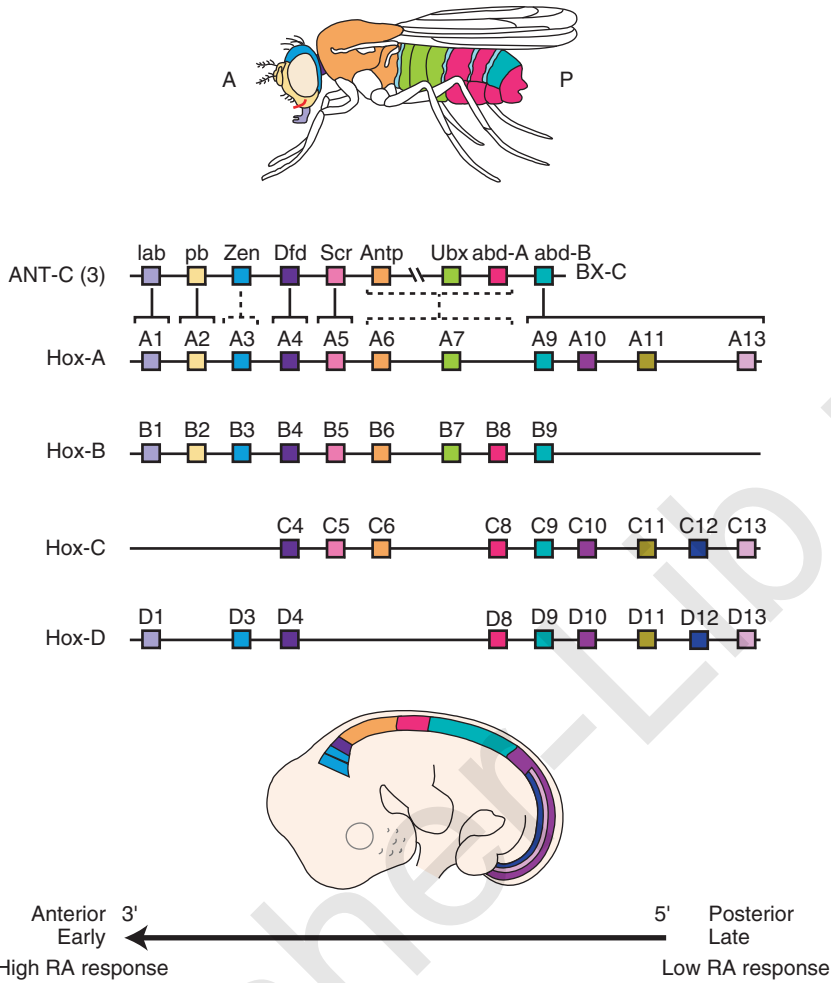 A P
lab pb Zen Dfd Scr Antp Ubx abd-A abd-B
ANT-C (3) BX-C
A1 A2 A3 A4 A5 A6 A7 A9 A10 A11 A13
Hox-A
B1 B2 B3 B4 B5 B6 B7 B8 B9
Hox-B
C4 C5 C6 C8 C9 C10 C11 C12 C13
Hox-C
D1 D3 D4 D8 D9 D10 D11 D12 D13
Hox-D
Anterior 3' 5' Posterior
Early Late
High RA response Low RA response